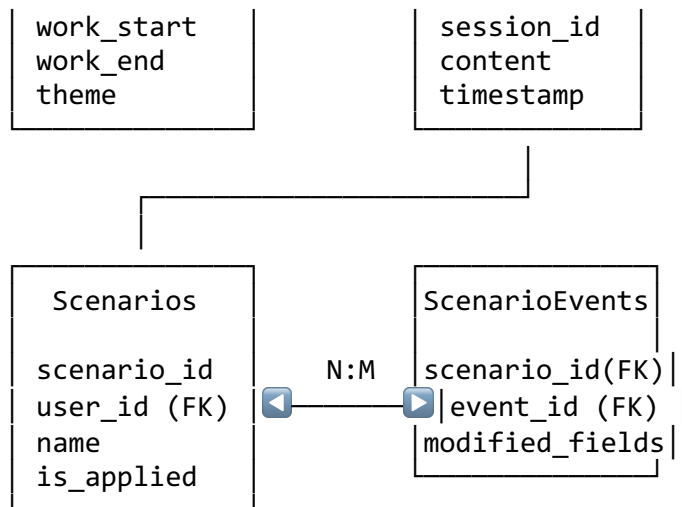 work_start
work_end
theme
session_id
content
timestamp
Scenarios
scenario_id
user_id (FK)
name
is_applied
N:M
ScenarioEvents
scenario_id(FK)
event_id (FK)
modified_fields